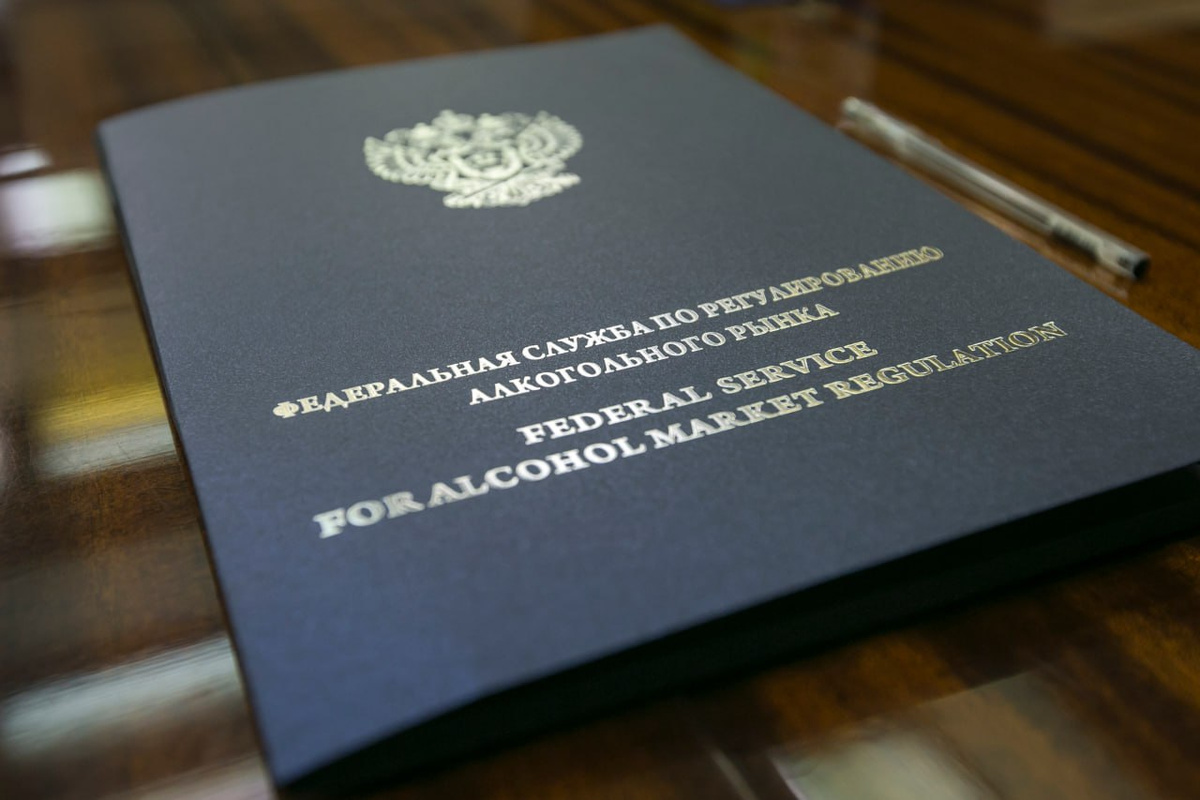 ФЕДЕРАЛЬНАЯ СЛУЖБА ПО РЕГУЛИРОВАНИЮ
АЛКОГОЛЬНОГО РЫНКА
FEDERAL SERVICE
FOR ALCOHOL MARKET REGULATION